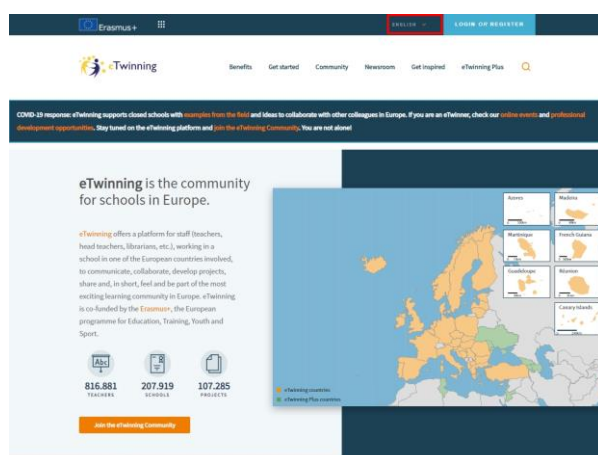 Erasmus+
ENGLISH
LOGIN OR REGISTER
eTwinning
Benefits Get started Community Newsroom Get inspired eTwinning Plus
COVID-19 response: eTwinning supports closed schools with examples from the field and ideas to collaborate with other colleagues in Europe. If you are an eTwinner, check our online events and professional
development opportunities. Stay tuned on the eTwinning platform and join the eTwinning Community. You are not alone!
eTwinning is the community
for schools in Europe.
eTwinning offers a platform for staff (teachers,
head teachers, librarians, etc.), working in a
school in one of the European countries involved,
to communicate, collaborate, develop projects,
share and, in short, feel and be part of the most
exciting learning community in Europe. eTwinning
is co-funded by the Erasmus+, the European
programme for Education, Training, Youth and
Sport.
Abc
816.881 207.919 107.285
TEACHERS SCHOOLS PROJECTS
Join the eTwinning Community
Azores Madeira
Martinique French Guiana
Guadeloupe Réunion
Canary Islands
eTwinning countries
eTwinning Plus countries